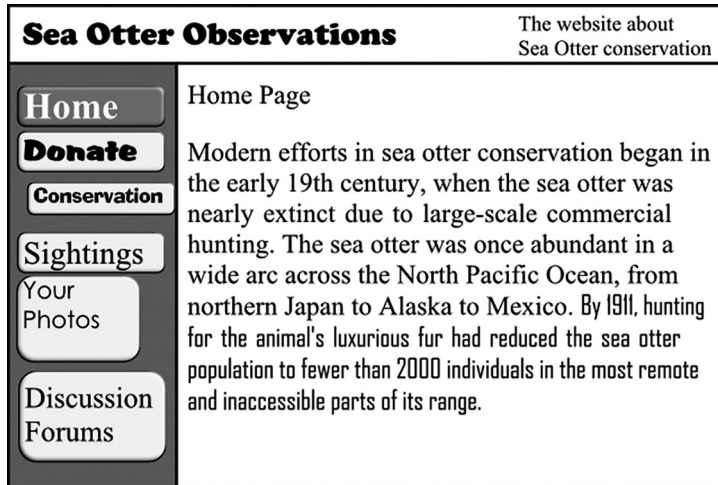 Sea Otter Observations
The website about
Sea Otter conservation
Home
Donate
Conservation
Sightings
Your
Photos
Discussion
Forums
Home Page
Modern efforts in sea otter conservation began in
the early 19th century, when the sea otter was
nearly extinct due to large-scale commercial
hunting. The sea otter was once abundant in a
wide arc across the North Pacific Ocean, from
northern Japan to Alaska to Mexico. By 1911, hunting
for the animal's luxurious fur had reduced the sea otter
population to fewer than 2000 individuals in the most remote
and inaccessible parts of its range.